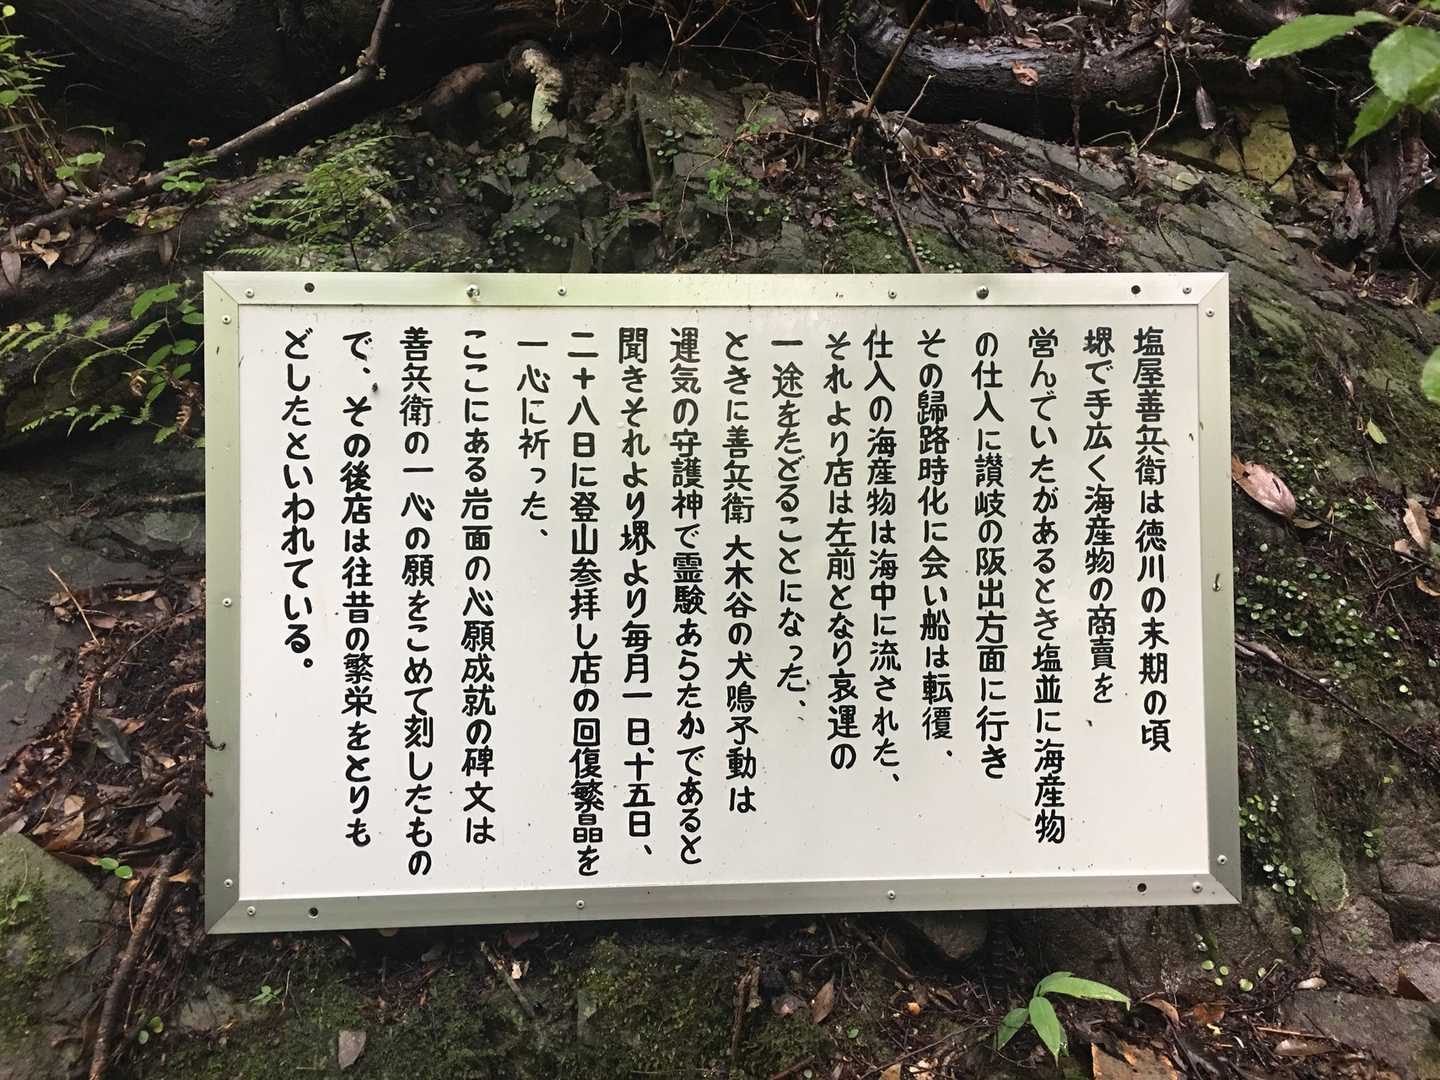 塩屋善兵衛は徳川の末期の頃
堺で手広く海産物の商賣を
営んでいたがあるとき塩並に海産物
の仕入に讃岐の阪出方面に行き
その歸路時化に会い船は転覆、
仕入の海産物は海中に流された、
それより店は左前となり哀運の
一途をたどることになった、
ときに善兵衛 大木谷の犬鳴不動は
運気の守護神で霊験あらたかであると
聞きそれより堺より毎月一日、十五日、
二十八日に登山参拝し店の回復繁晶を
一心に祈った、
ここにある岩面の心願成就の碑文は
善兵衛の一心の願をこめて刻したもの
で、その後店は往昔の繁栄をとりも
どしたといわれている。